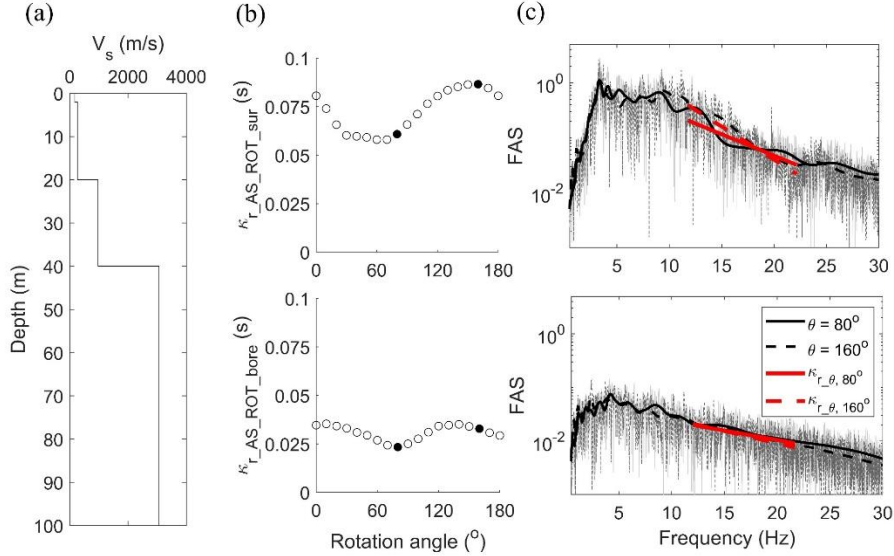 (a)
V_s (m/s)
0 2000 4000
0
10
20
30
40
50
60
70
80
90
100
Depth (m)
(b)
κ_r_AS_ROT_sur (s)
0.1
0.075
0.05
0.025
0
0 60 120 180
κ_r_AS_ROT_bore (s)
0.1
0.075
0.05
0.025
0
0 60 120 180
Rotation angle (°)
(c)
FAS
10^0
10^-2
5 10 15 20 25 30
FAS
10^0
10^-2
θ = 80°
θ = 160°
κ_r_θ, 80°
κ_r_θ, 160°
5 10 15 20 25 30
Frequency (Hz)